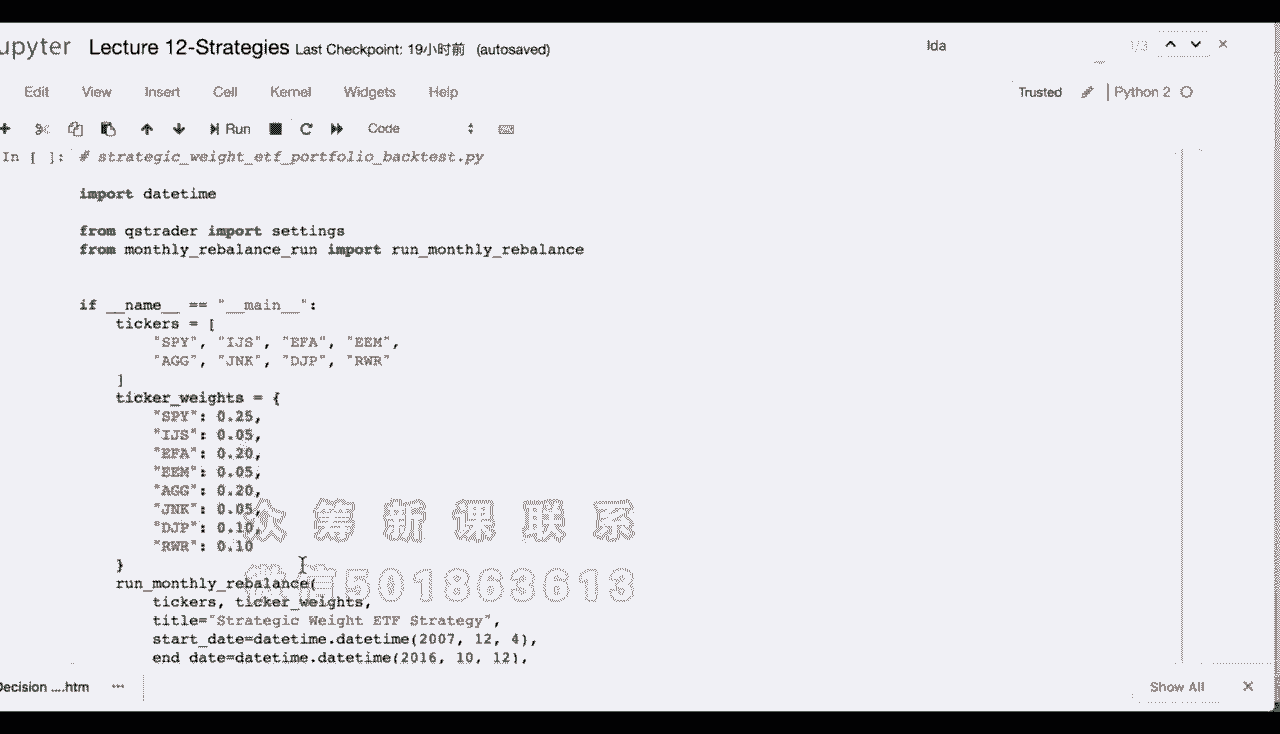 upyter Lecture 12-Strategies Last Checkpoint: 19小时前 (autosaved)
lda 1/3
Edit View Insert Cell Kernel Widgets Help
Trusted Python 2
Run Code
In [ ]: # strategic_weight_etf_portfolio_backtest.py
import datetime
from qstrader import settings
from monthly_rebalance_run import run_monthly_rebalance
if __name__ == "__main__":
tickers = [
"SPY", "IJS", "EFA", "EEM",
"AGG", "JNK", "DJP", "RWR"
]
ticker_weights = {
"SPY": 0.25,
"IJS": 0.05,
"EFA": 0.20,
"EEM": 0.05,
"AGG": 0.20,
"JNK": 0.05,
"DJP": 0.10,
"RWR": 0.10
}
众筹新课联系
run_monthly_rebalance(
微信501863613
tickers, ticker_weights,
title="Strategic Weight ETF Strategy",
start_date=datetime.datetime(2007, 12, 4),
end_date=datetime.datetime(2016, 10, 12),
Decision ....htm
Show All